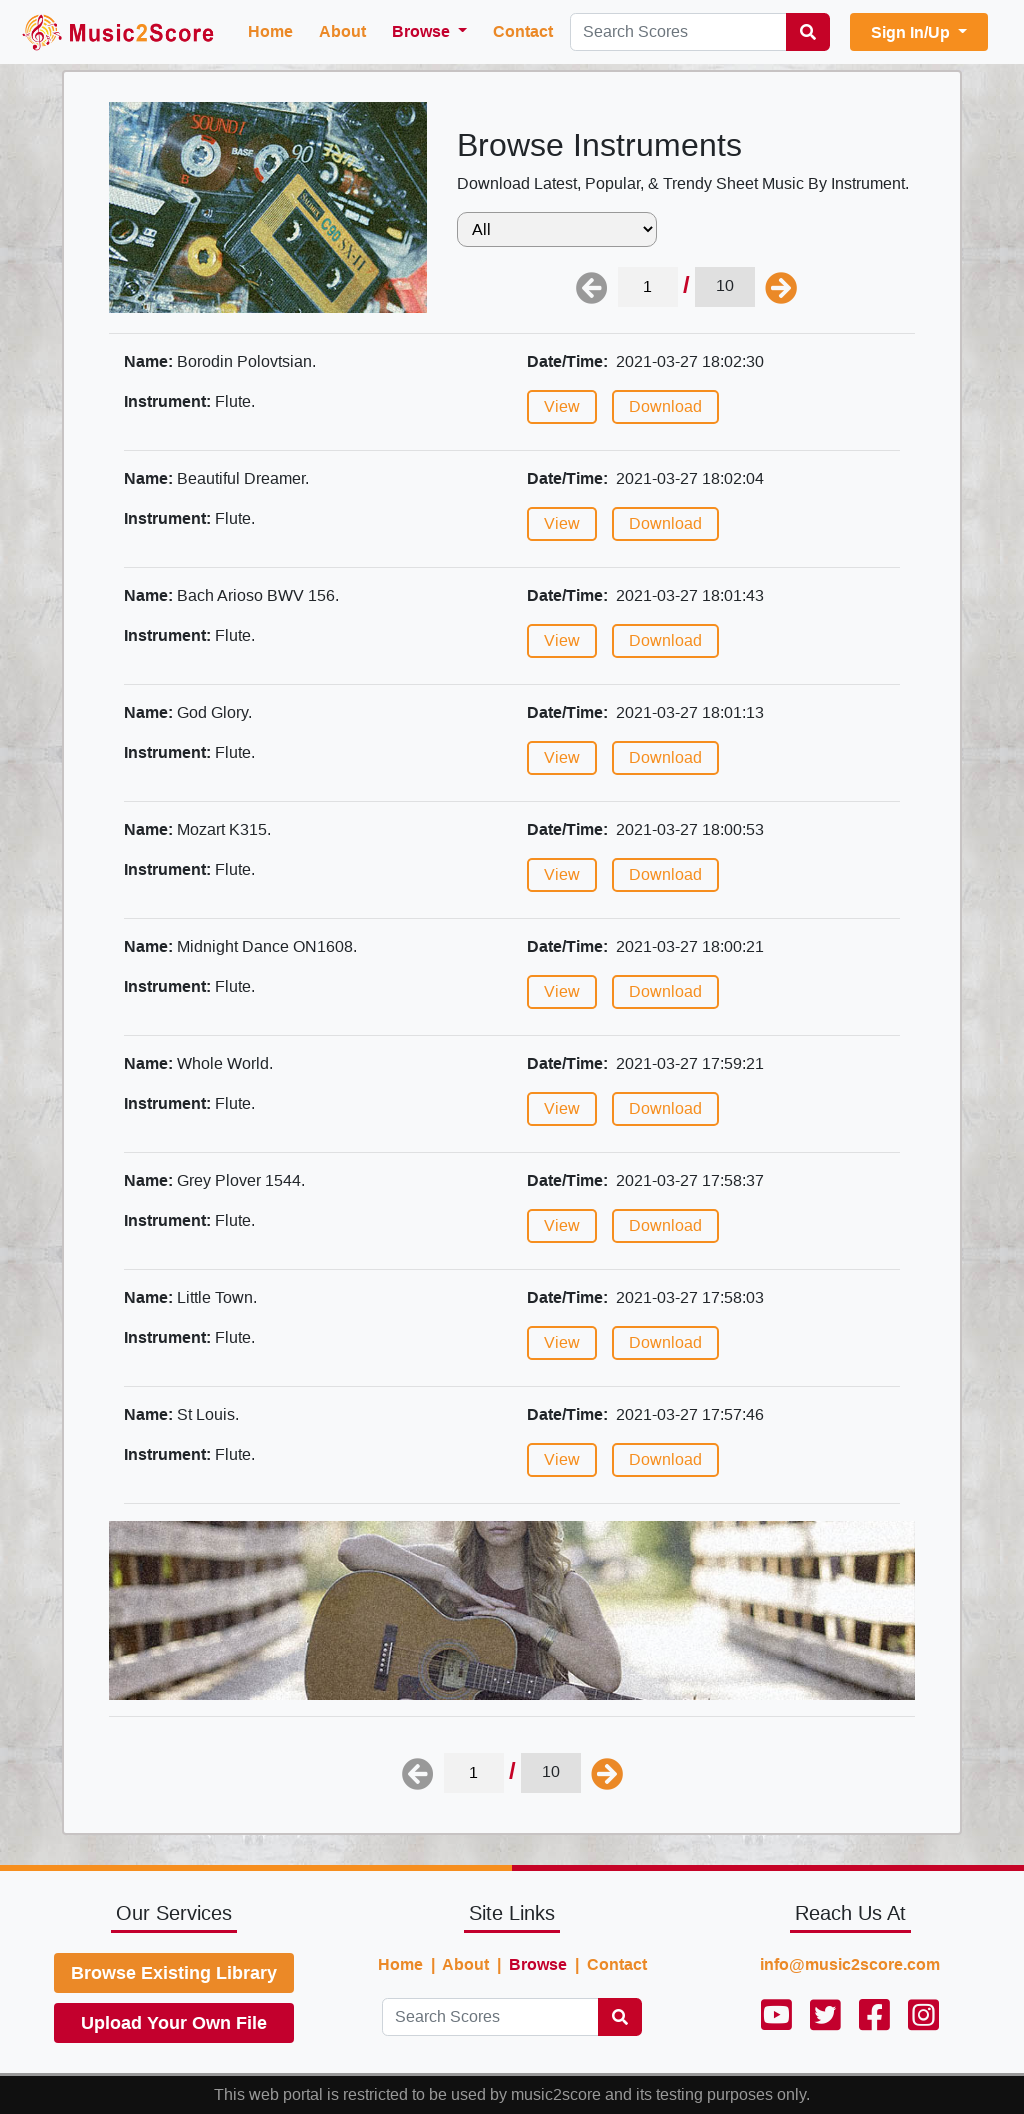 Music2Score Home About Browse Contact Search Scores Sign In/Up
SOUND1
BASE 90
B
C90 SX-II
Browse Instruments
Download Latest, Popular, & Trendy Sheet Music By Instrument.
All
1 / 10
Name: Borodin Polovtsian. Date/Time: 2021-03-27 18:02:30
Instrument: Flute. View Download
Name: Beautiful Dreamer. Date/Time: 2021-03-27 18:02:04
Instrument: Flute. View Download
Name: Bach Arioso BWV 156. Date/Time: 2021-03-27 18:01:43
Instrument: Flute. View Download
Name: God Glory. Date/Time: 2021-03-27 18:01:13
Instrument: Flute. View Download
Name: Mozart K315. Date/Time: 2021-03-27 18:00:53
Instrument: Flute. View Download
Name: Midnight Dance ON1608. Date/Time: 2021-03-27 18:00:21
Instrument: Flute. View Download
Name: Whole World. Date/Time: 2021-03-27 17:59:21
Instrument: Flute. View Download
Name: Grey Plover 1544. Date/Time: 2021-03-27 17:58:37
Instrument: Flute. View Download
Name: Little Town. Date/Time: 2021-03-27 17:58:03
Instrument: Flute. View Download
Name: St Louis. Date/Time: 2021-03-27 17:57:46
Instrument: Flute. View Download
1 / 10
Our Services
Browse Existing Library
Upload Your Own File
Site Links
Home | About | Browse | Contact
Search Scores
Reach Us At
info@music2score.com
This web portal is restricted to be used by music2score and its testing purposes only.